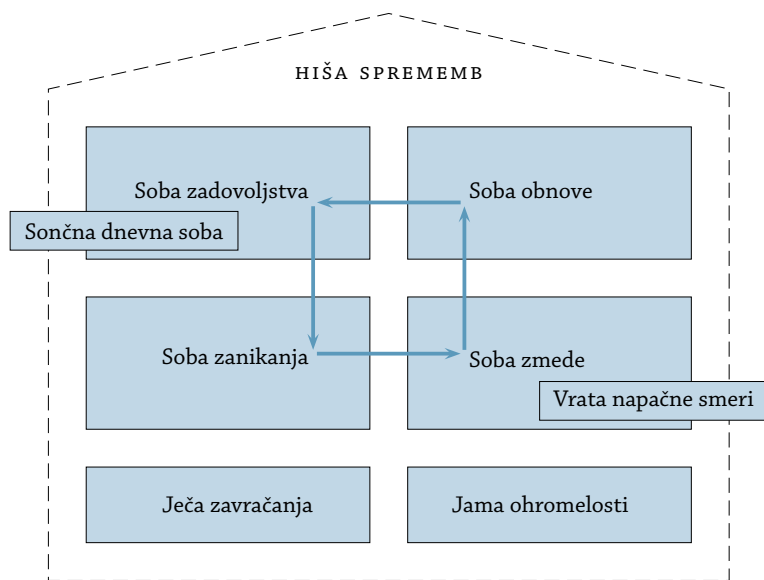 HIŠA SPREMEMB
Soba zadovoljstva
Soba obnove
Sončna dnevna soba
Soba zanikanja
Soba zmede
Vrata napačne smeri
Ječa zavračanja
Jama ohromelosti